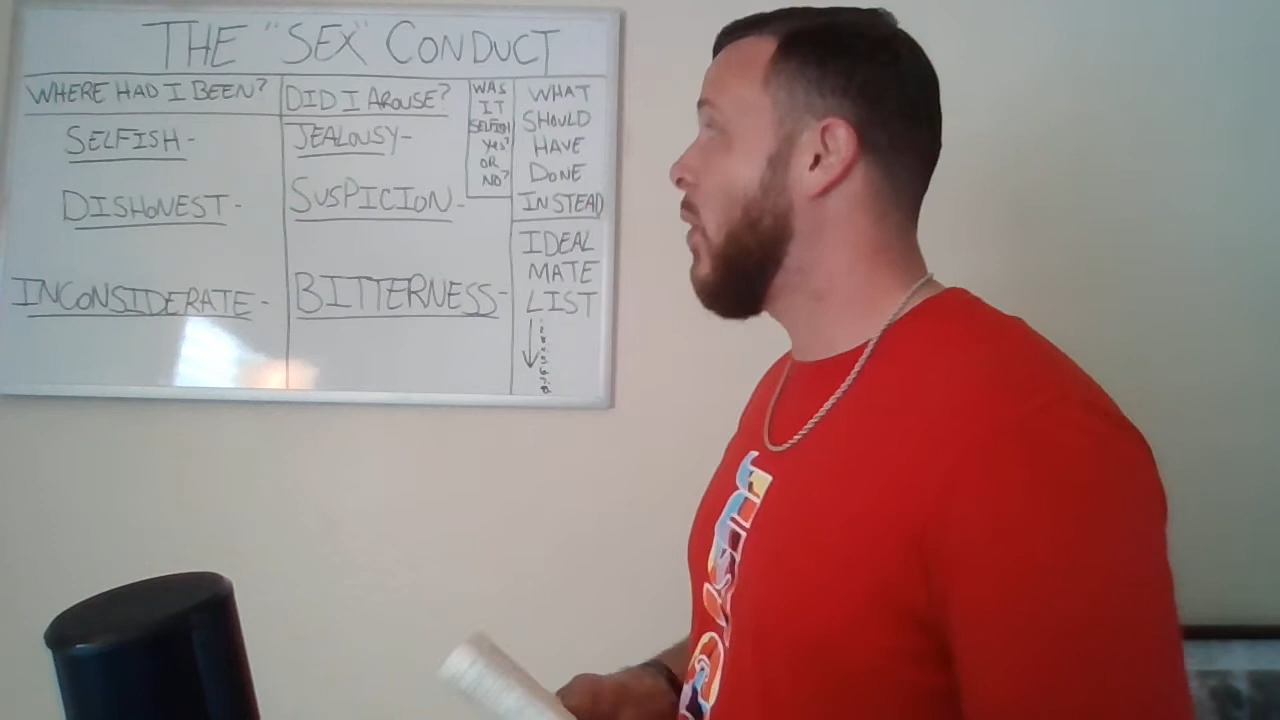 THE "SEX" CONDUCT
WHERE HAD I BEEN?
SELFISH-
DISHONEST-
INCONSIDERATE-
DID I AROUSE?
JEALOUSY-
SUSPICION-
BITTERNESS-
WAS
IT
SELFISH
YES?
OR
NO?
WHAT
SHOULD
HAVE
DONE
INSTEAD
IDEAL
MATE
LIST